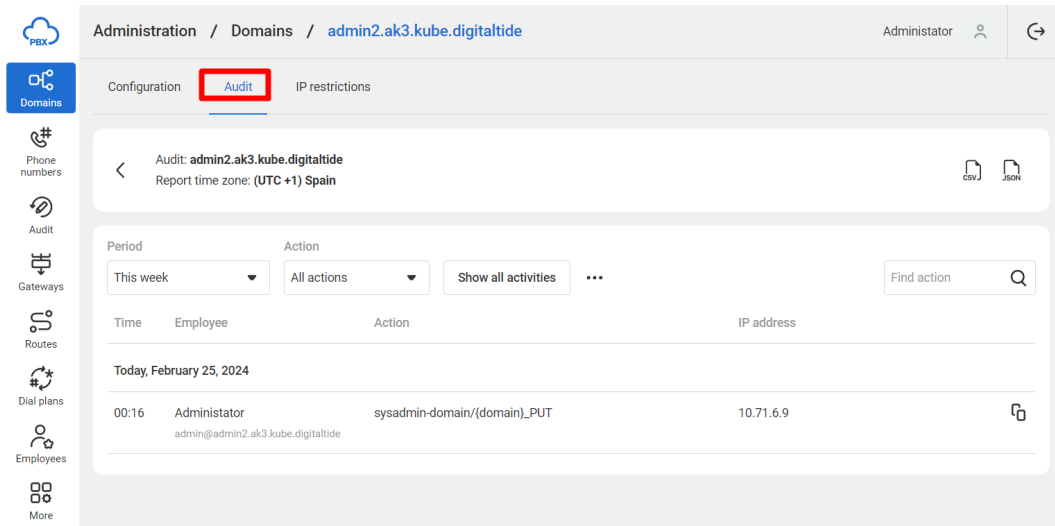 PBX
Administration / Domains / admin2.ak3.kube.digitaltide
Administator
Domains
Phone
numbers
Audit
Gateways
Routes
Dial plans
Employees
More
Configuration
Audit
IP restrictions
Audit: admin2.ak3.kube.digitaltide
Report time zone: (UTC +1) Spain
CSV
JSON
Period
Action
This week
All actions
Show all activities
Find action
Time Employee Action IP address
Today, February 25, 2024
00:16 Administator sysadmin-domain/{domain}_PUT 10.71.6.9
admin@admin2.ak3.kube.digitaltide